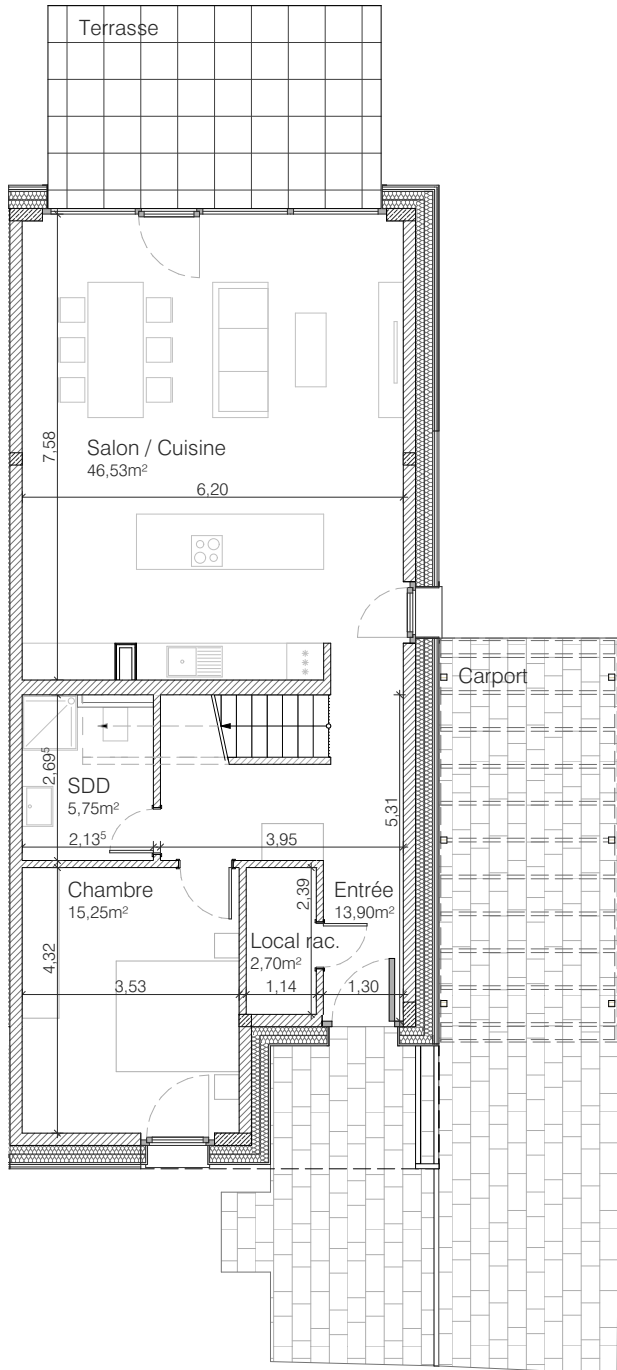 Terrasse
7,58
Salon / Cuisine
46,53m²
6,20
Carport
2,69⁵
SDD
5,75m²
5,31
2,13⁵
3,95
Chambre
15,25m²
2,39
Entrée
13,90m²
Local rac.
2,70m²
4,32
3,53
1,14
1,30